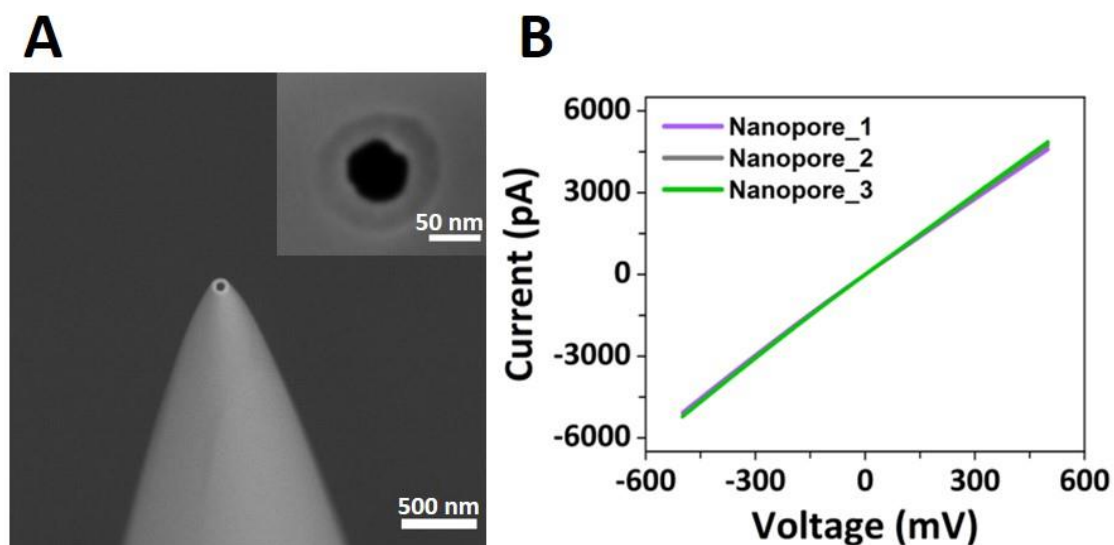 A
50 nm
500 nm
B
Current (pA)
6000
3000
0
-3000
-6000
Nanopore_1
Nanopore_2
Nanopore_3
-600
-300
0
300
600
Voltage (mV)